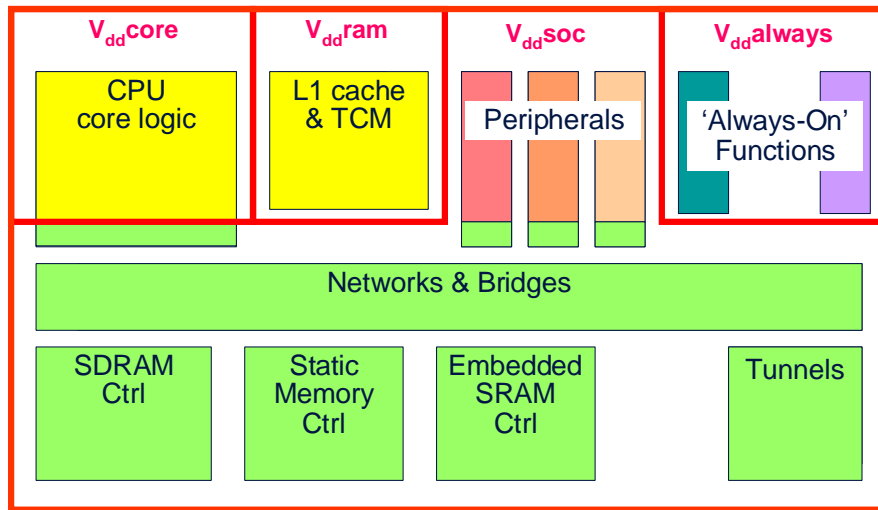 Vddcore
Vddram
Vddsoc
Vddalways
CPU
core logic
L1 cache
& TCM
Peripherals
‘Always-On’
Functions
Networks & Bridges
SDRAM
Ctrl
Static
Memory
Ctrl
Embedded
SRAM
Ctrl
Tunnels